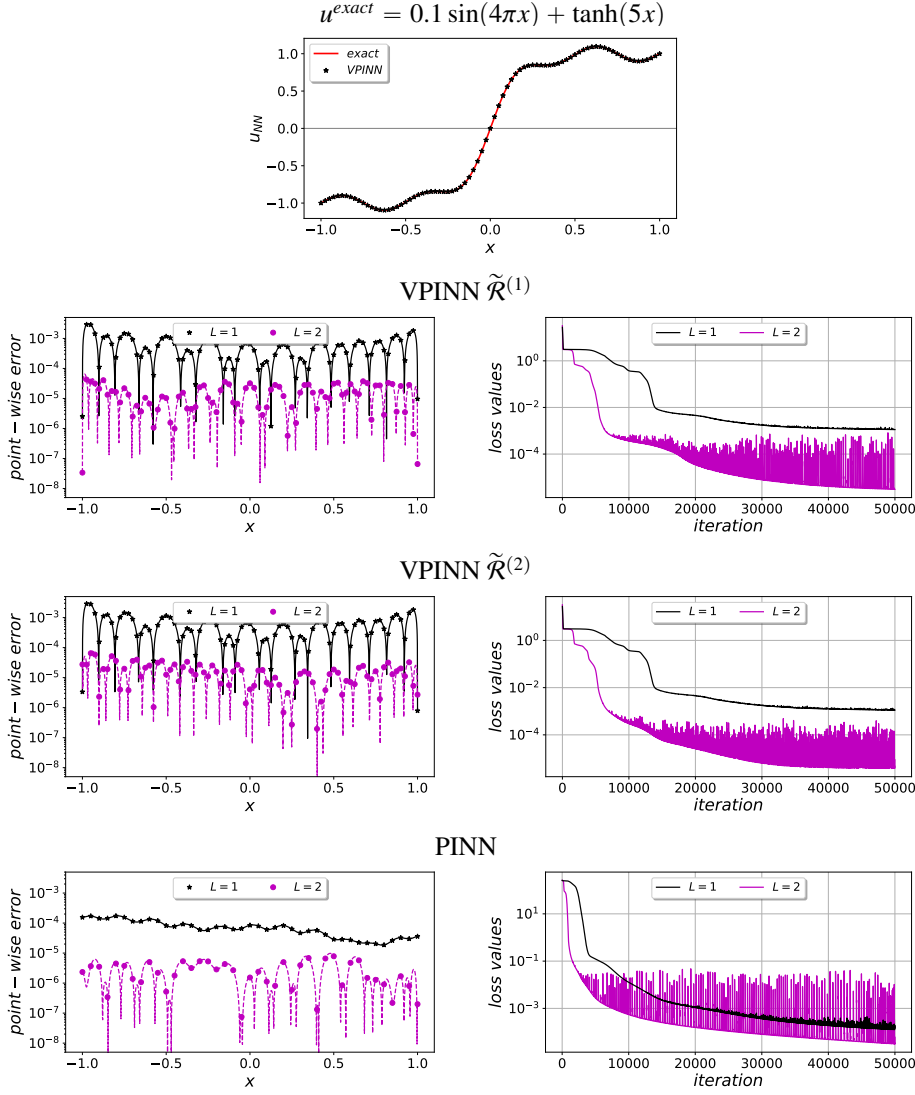 u^{exact} = 0.1 sin(4πx) + tanh(5x)
exact
VPINN
u_{NN}
1.0
0.5
0.0
−0.5
−1.0
−1.0 −0.5 0.0 0.5 1.0
x
VPINN \widetilde{R}^{(1)}
point − wise error
10^{−3}
10^{−4}
10^{−5}
10^{−6}
10^{−7}
10^{−8}
L = 1 L = 2
−1.0 −0.5 0.0 0.5 1.0
x
loss values
10^{0}
10^{−2}
10^{−4}
L = 1 L = 2
0 10000 20000 30000 40000 50000
iteration
VPINN \widetilde{R}^{(2)}
point − wise error
10^{−3}
10^{−4}
10^{−5}
10^{−6}
10^{−7}
10^{−8}
L = 1 L = 2
−1.0 −0.5 0.0 0.5 1.0
x
loss values
10^{0}
10^{−2}
10^{−4}
L = 1 L = 2
0 10000 20000 30000 40000 50000
iteration
PINN
point − wise error
10^{−3}
10^{−4}
10^{−5}
10^{−6}
10^{−7}
10^{−8}
L = 1 L = 2
−1.0 −0.5 0.0 0.5 1.0
x
loss values
10^{1}
10^{−1}
10^{−3}
L = 1 L = 2
0 10000 20000 30000 40000 50000
iteration